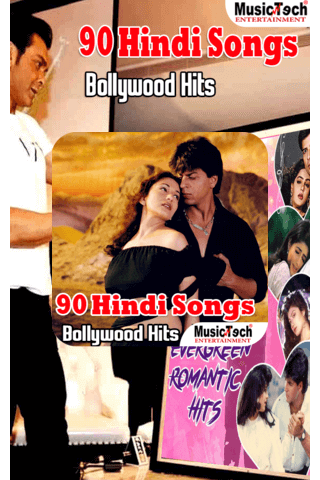 MusicTech
ENTERTAINMENT
90 Hindi Songs
Bollywood Hits
90 Hindi Songs
Bollywood Hits
MusicTech
ENTERTAINMENT
EVERGREEN
ROMANTIC
HITS